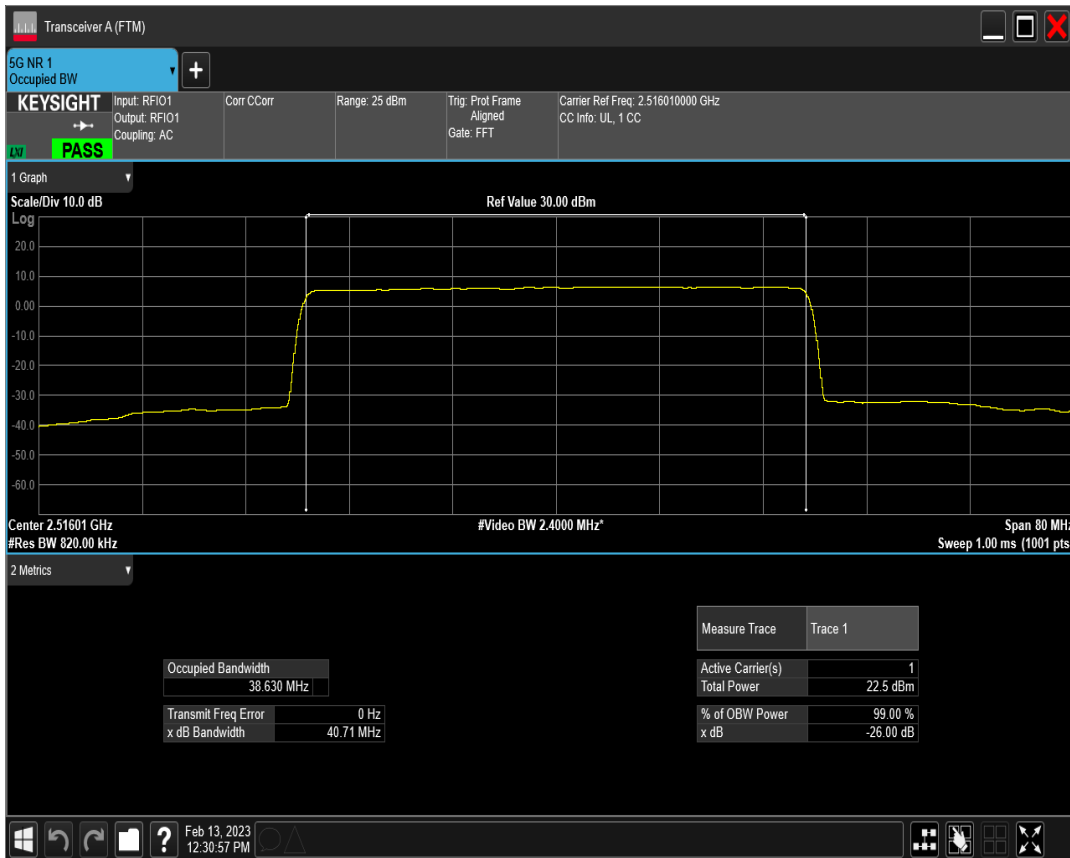 Transceiver A (FTM)
5G NR 1
Occupied BW
+
KEYSIGHT
LXI
PASS
Input: RFIO1
Output: RFIO1
Coupling: AC
Corr CCorr
Range: 25 dBm
Trig: Prot Frame
Aligned
Gate: FFT
Carrier Ref Freq: 2.516010000 GHz
CC Info: UL, 1 CC
1 Graph
Scale/Div 10.0 dB
Ref Value 30.00 dBm
Log
20.0
10.0
0.00
-10.0
-20.0
-30.0
-40.0
-50.0
-60.0
Center 2.51601 GHz
#Video BW 2.4000 MHz*
Span 80 MHz
#Res BW 820.00 kHz
Sweep 1.00 ms (1001 pts
2 Metrics
Measure Trace Trace 1
Occupied Bandwidth
38.630 MHz
Active Carrier(s) 1
Total Power 22.5 dBm
Transmit Freq Error 0 Hz
x dB Bandwidth 40.71 MHz
% of OBW Power 99.00 %
x dB -26.00 dB
?
Feb 13, 2023
12:30:57 PM